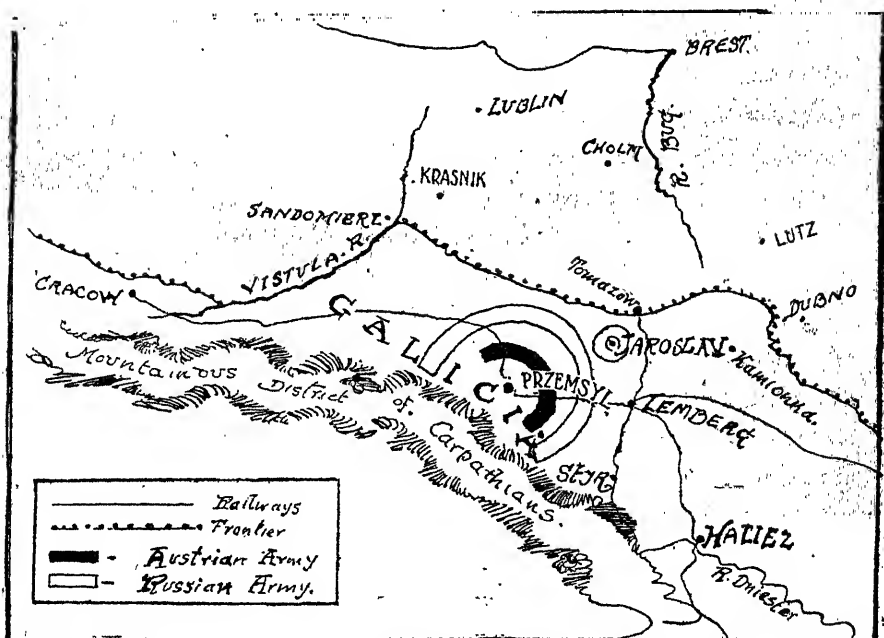 BREST.
LUBLIN
R. Bug.
CHOLM
KRASNIK
SANDOMIERZ
LUTZ
VISTULA. R.
Tomazow
CRACOW
DUBNO
GALICIA
JAROSLAV
Kamionka.
PRZEMSYL
LEMBERG
Mountainous
District
of
Carpathians.
STYR
HALIEZ
R. Dniester
Railways
Frontier
- Austrian Army
- Russian Army.